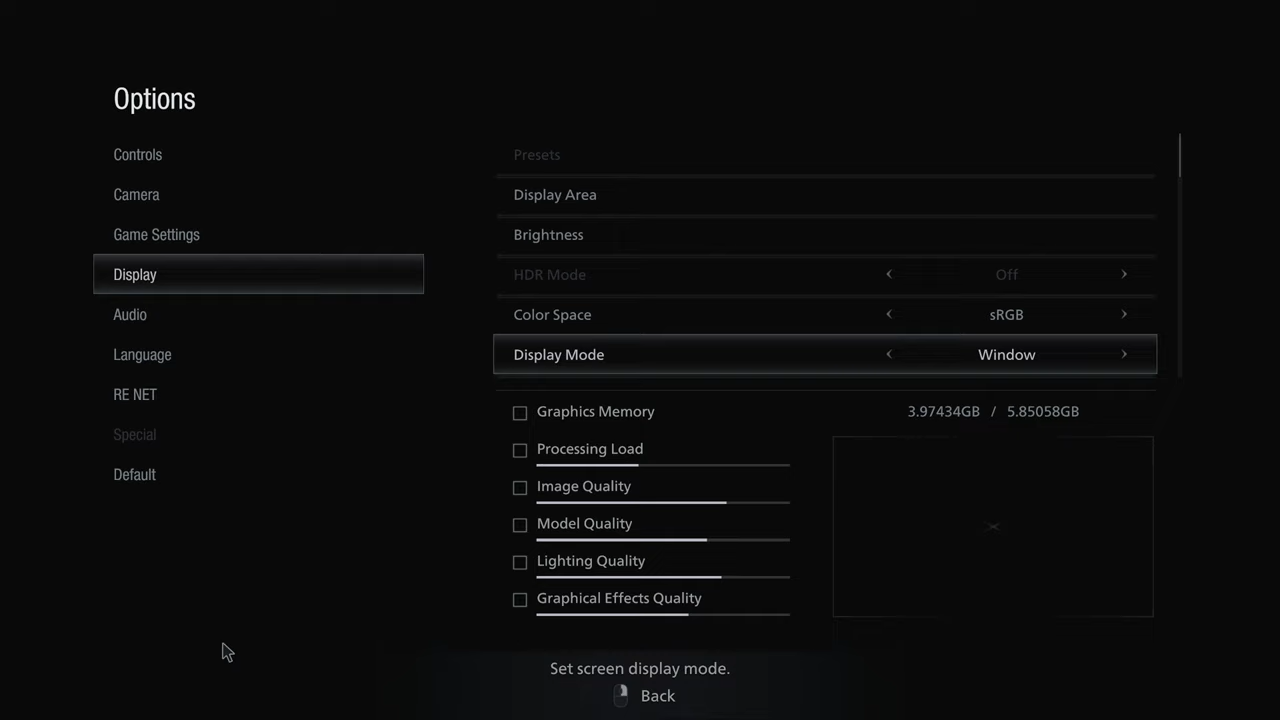 Options
Controls
Camera
Game Settings
Display
Audio
Language
RE NET
Special
Default
Presets
Display Area
Brightness
HDR Mode Off
Color Space sRGB
Display Mode Window
Graphics Memory 3.97434GB / 5.85058GB
Processing Load
Image Quality
Model Quality
Lighting Quality
Graphical Effects Quality
Set screen display mode.
Back